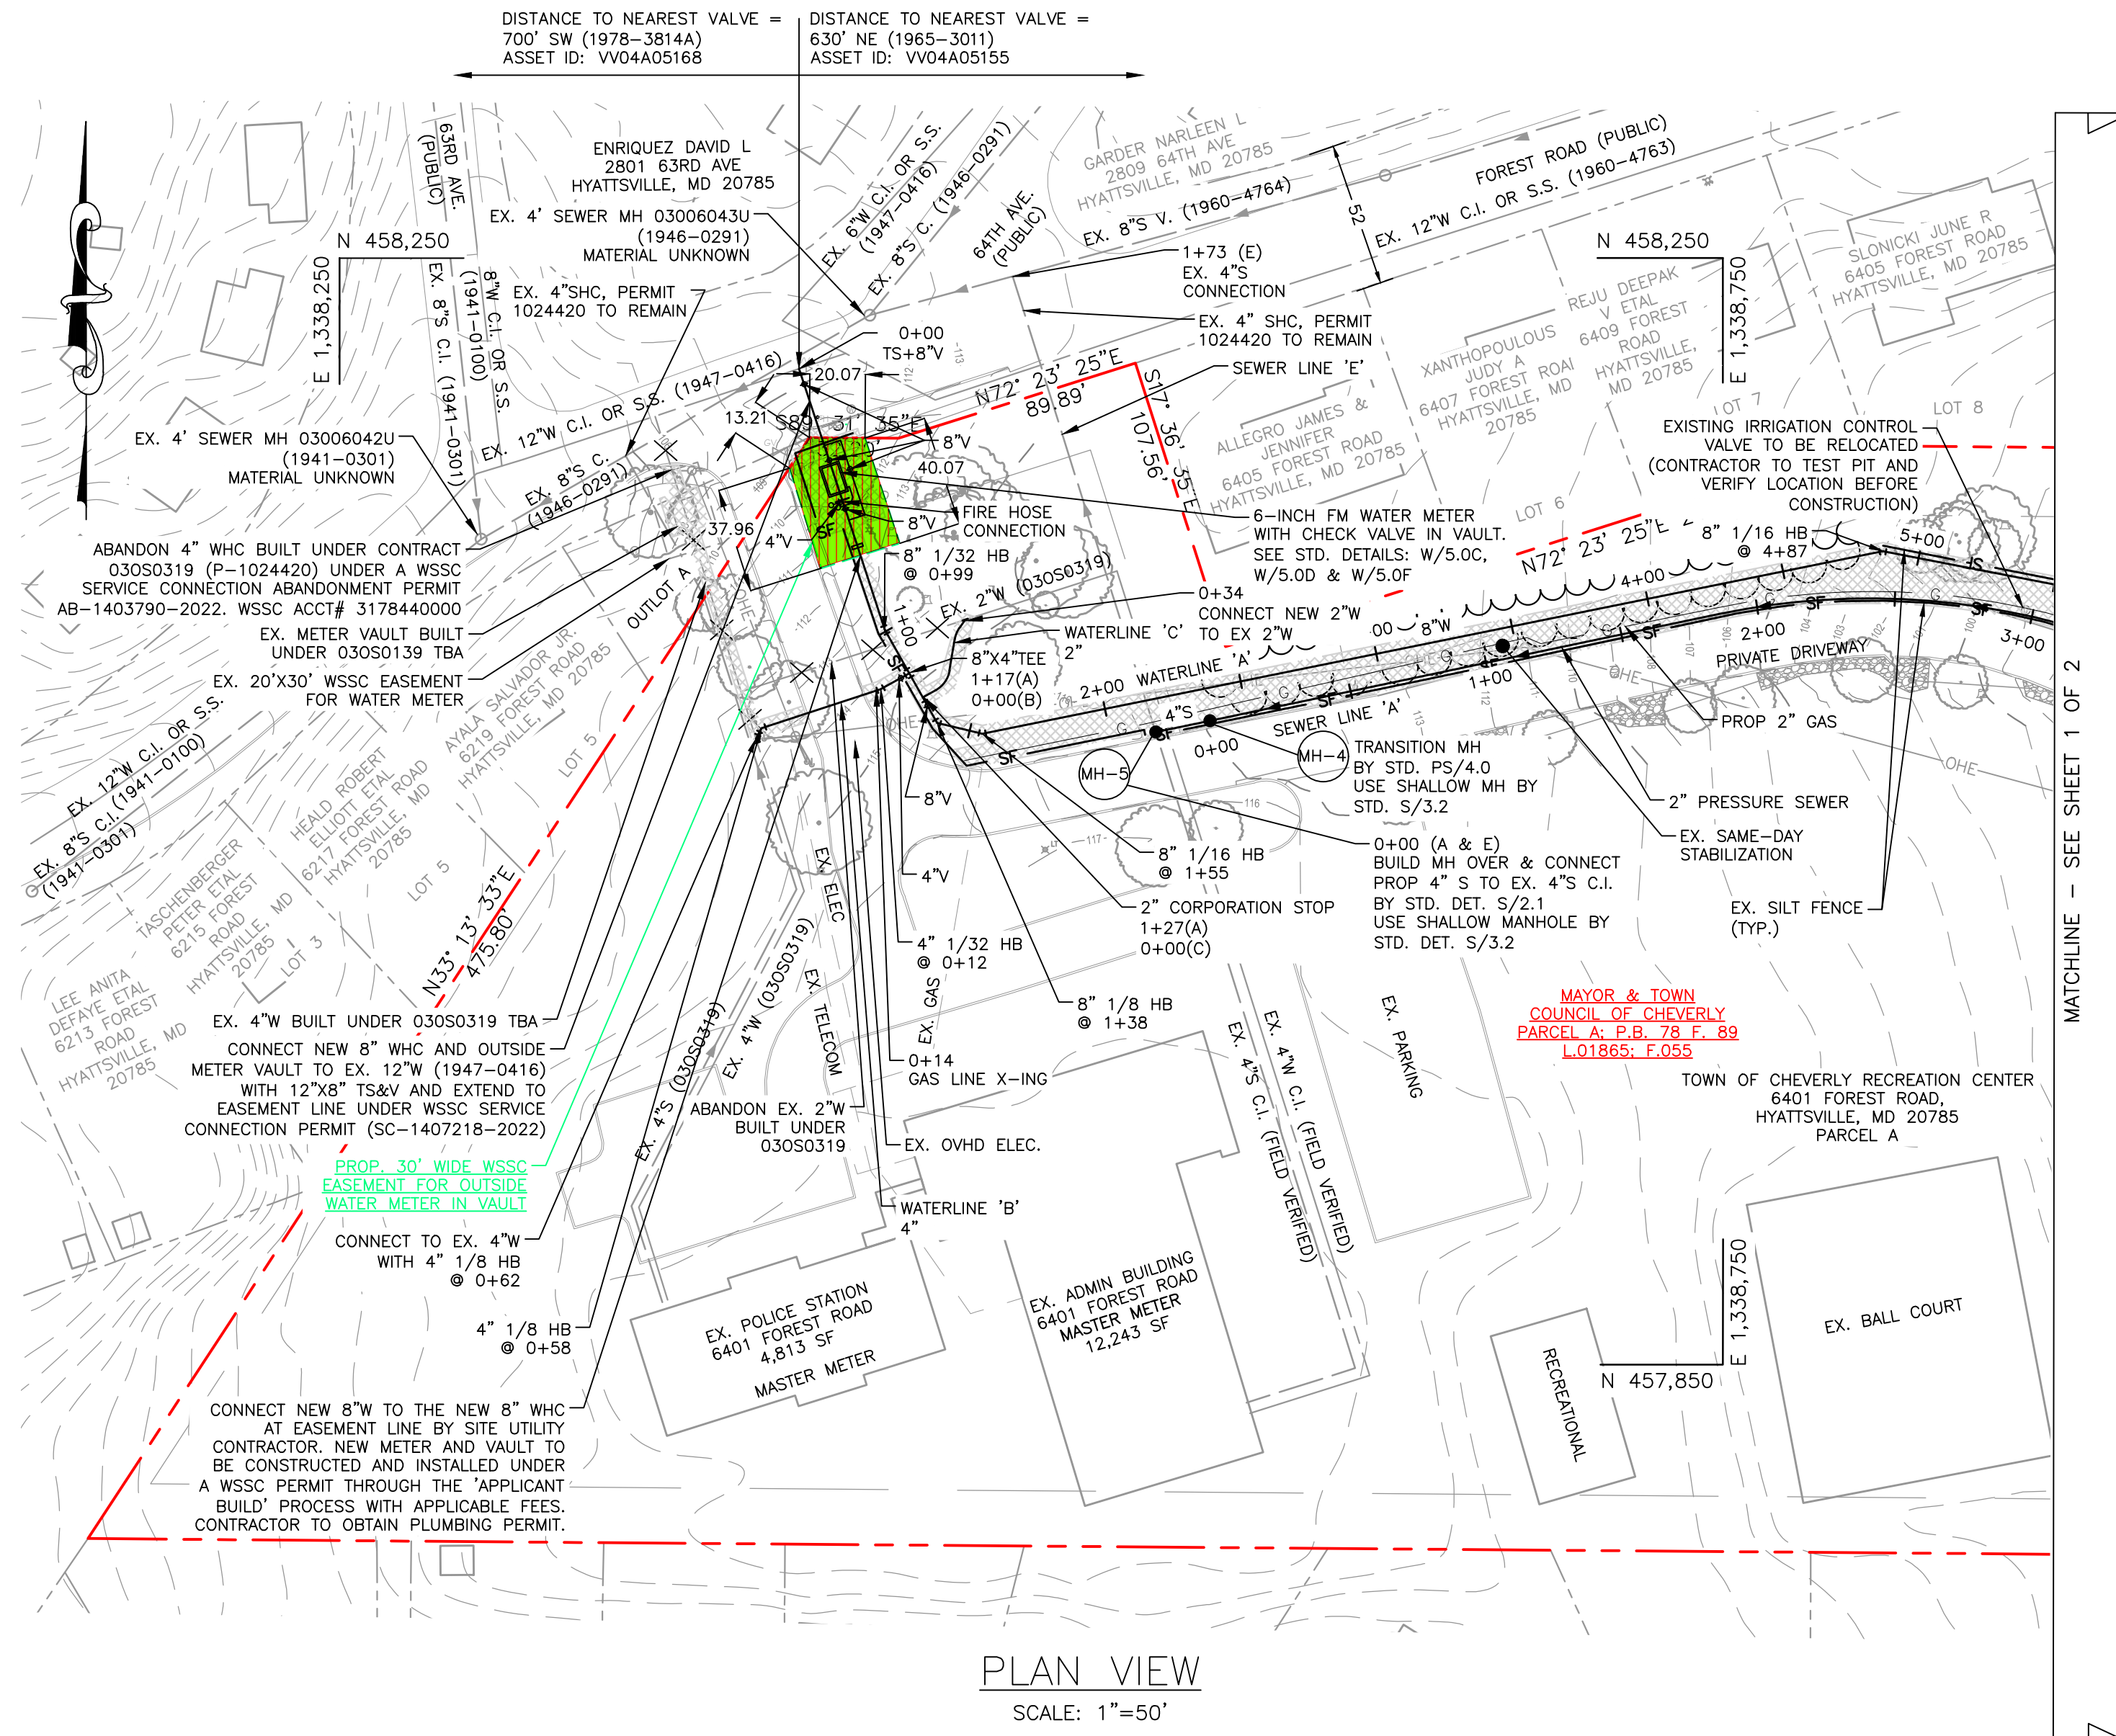 DISTANCE TO NEAREST VALVE =
700' SW (1978-3814A)
ASSET ID: VV04A05168
DISTANCE TO NEAREST VALVE =
630' NE (1965-3011)
ASSET ID: VV04A05155
63RD AVE.
(PUBLIC)
ENRIQUEZ DAVID L
2801 63RD AVE
HYATTSVILLE, MD 20785
EX. 4' SEWER MH 03006043U
(1946-0291)
MATERIAL UNKNOWN
EX. 6"W C.I. OR S.S.
(1947-0416)
EX. 8"S C. (1946-0291)
64TH AVE.
(PUBLIC)
GARDER NARLEEN L
2809 64TH AVE
HYATTSVILLE, MD 20785
EX. 8"S V. (1960-4764)
52
FOREST ROAD (PUBLIC)
EX. 12"W C.I. OR S.S. (1960-4763)
N 458,250
E 1,338,250
EX. 8"S C.I. (1941-0301)
8"W C.I. OR S.S.
(1941-0100)
EX. 4"SHC, PERMIT
1024420 TO REMAIN
0+00
TS+8"V
1+73 (E)
EX. 4"S
CONNECTION
EX. 4" SHC, PERMIT
1024420 TO REMAIN
SEWER LINE 'E'
N 458,250
E 1,338,750
SLONICKI JUNE R
6405 FOREST ROAD
HYATTSVILLE, MD 20785
REJU DEEPAK
V ETAL
6409 FOREST
ROAD
HYATTSVILLE,
MD 20785
XANTHOPOULOUS
JUDY A
6407 FOREST ROAI
HYATTSVILLE, MD
20785
ALLEGRO JAMES &
JENNIFER
6405 FOREST ROAD
HYATTSVILLE, MD 20785
LOT 6
LOT 7
LOT 8
EX. 12"W C.I. OR S.S. (1947-0416)
EX. 8"S C.
(1946-0291)
20.07
13.21
S89° 31' 35"E
N72° 23' 25"E
89.89'
S17° 36' 35"E
107.56'
40.07
37.96
8"V
8"V
4"V
SF
FIRE HOSE
CONNECTION
EX. 4' SEWER MH 03006042U
(1941-0301)
MATERIAL UNKNOWN
ABANDON 4" WHC BUILT UNDER CONTRACT
030S0319 (P-1024420) UNDER A WSSC
SERVICE CONNECTION ABANDONMENT PERMIT
AB-1403790-2022. WSSC ACCT# 3178440000
EX. METER VAULT BUILT
UNDER 030S0139 TBA
EX. 20'X30' WSSC EASEMENT
FOR WATER METER
OUTLOT A
6-INCH FM WATER METER
WITH CHECK VALVE IN VAULT.
SEE STD. DETAILS: W/5.0C,
W/5.0D & W/5.0F
EXISTING IRRIGATION CONTROL
VALVE TO BE RELOCATED
(CONTRACTOR TO TEST PIT AND
VERIFY LOCATION BEFORE
CONSTRUCTION)
N72° 23' 25"E
8" 1/16 HB
@ 4+87
5+00
4+00
8" 1/32 HB
@ 0+99
1+00
EX. 2"W (030S0319)
0+34
CONNECT NEW 2"W
TO EX 2"W
WATERLINE 'C'
2"
8"X4"TEE
1+17(A)
0+00(B)
2+00
WATERLINE 'A'
8"W
SF
SF
SF
SF
1+00
2+00
3+00
PRIVATE DRIVEWAY
SEWER LINE 'A'
4"S
0+00
OHE
OHE
MH-5
MH-4
TRANSITION MH
BY STD. PS/4.0
USE SHALLOW MH BY
STD. S/3.2
PROP 2" GAS
2" PRESSURE SEWER
EX. SAME-DAY
STABILIZATION
EX. SILT FENCE
(TYP.)
0+00 (A & E)
BUILD MH OVER & CONNECT
PROP 4" S TO EX. 4"S C.I.
BY STD. DET. S/2.1
USE SHALLOW MANHOLE BY
STD. DET. S/3.2
8" 1/16 HB
@ 1+55
2" CORPORATION STOP
1+27(A)
0+00(C)
8"V
4"V
4" 1/32 HB
@ 0+12
8" 1/8 HB
@ 1+38
0+14
GAS LINE X-ING
EX. OVHD ELEC.
WATERLINE 'B'
4"
ABANDON EX. 2"W
BUILT UNDER
030S0319
EX. ELEC
EX. TELECOM
EX. GAS
EX. 4"S (030S0319)
EX. 4"W (030S0319)
EX. 12"W C.I. OR S.S.
(1941-0100)
EX. 8"S C.I.
(1941-0301)
AYALA SALVADOR JR.
6219 FOREST ROAD
HYATTSVILLE, MD 20785
LOT 5
HEALD ROBERT
ELLIOTT ETAL
6217 FOREST ROAD
HYATTSVILLE, MD
20785
LOT 5
TASCHENBERGER
PETER ETAL
6215 FOREST
ROAD
HYATTSVILLE, MD
20785
LOT 3
LEE ANITA
DEFAYE ETAL
6213 FOREST
ROAD
HYATTSVILLE, MD
20785
N33° 13' 33"E
475.80'
EX. 4"W BUILT UNDER 030S0319 TBA
CONNECT NEW 8" WHC AND OUTSIDE
METER VAULT TO EX. 12"W (1947-0416)
WITH 12"X8" TS&V AND EXTEND TO
EASEMENT LINE UNDER WSSC SERVICE
CONNECTION PERMIT (SC-1407218-2022)
PROP. 30' WIDE WSSC
EASEMENT FOR OUTSIDE
WATER METER IN VAULT
CONNECT TO EX. 4"W
WITH 4" 1/8 HB
@ 0+62
4" 1/8 HB
@ 0+58
CONNECT NEW 8"W TO THE NEW 8" WHC
AT EASEMENT LINE BY SITE UTILITY
CONTRACTOR. NEW METER AND VAULT TO
BE CONSTRUCTED AND INSTALLED UNDER
A WSSC PERMIT THROUGH THE 'APPLICANT
BUILD' PROCESS WITH APPLICABLE FEES.
CONTRACTOR TO OBTAIN PLUMBING PERMIT.
EX. POLICE STATION
6401 FOREST ROAD
4,813 SF
MASTER METER
EX. ADMIN BUILDING
6401 FOREST ROAD
MASTER METER
12,243 SF
EX. 4"S C.I. (FIELD VERIFIED)
EX. 4"W C.I. (FIELD VERIFIED)
EX. PARKING
MAYOR & TOWN
COUNCIL OF CHEVERLY
PARCEL A; P.B. 78 F. 89
L.01865; F.055
TOWN OF CHEVERLY RECREATION CENTER
6401 FOREST ROAD,
HYATTSVILLE, MD 20785
PARCEL A
N 457,850
E 1,338,750
RECREATIONAL
EX. BALL COURT
MATCHLINE - SEE SHEET 1 OF 2
PLAN VIEW
SCALE: 1"=50'